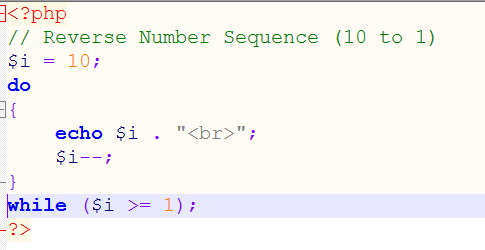 <?php
// Reverse Number Sequence (10 to 1)
$i = 10;
do
{
    echo $i . "<br>";
    $i--;
}
while ($i >= 1);
?>